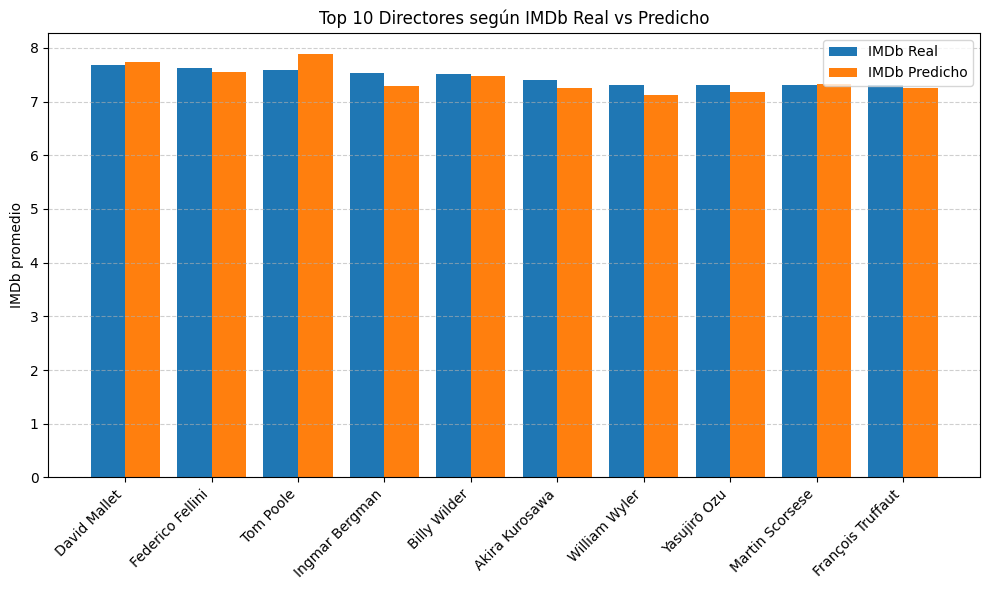 Top 10 Directores según IMDb Real vs Predicho
IMDb Real
IMDb Predicho
IMDb promedio
8
7
6
5
4
3
2
1
0
David Mallet
Federico Fellini
Tom Poole
Ingmar Bergman
Billy Wilder
Akira Kurosawa
William Wyler
Yasujirō Ozu
Martin Scorsese
François Truffaut